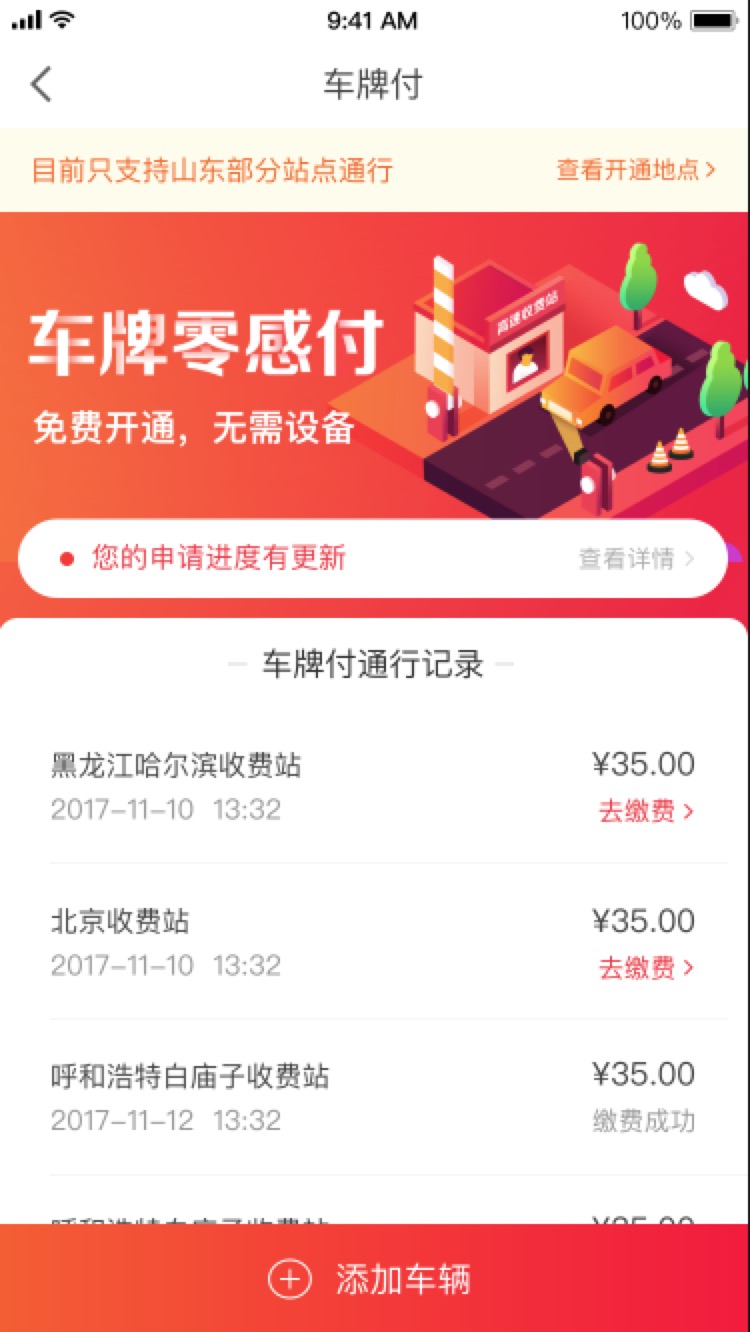 9:41 AM
100%
车牌付
目前只支持山东部分站点通行
查看开通地点
高速收费站
车牌零感付
免费开通，无需设备
您的申请进度有更新
查看详情
车牌付通行记录
黑龙江哈尔滨收费站
¥35.00
2017-11-10 13:32
去缴费
北京收费站
¥35.00
2017-11-10 13:32
去缴费
呼和浩特白庙子收费站
¥35.00
2017-11-12 13:32
缴费成功
添加车辆